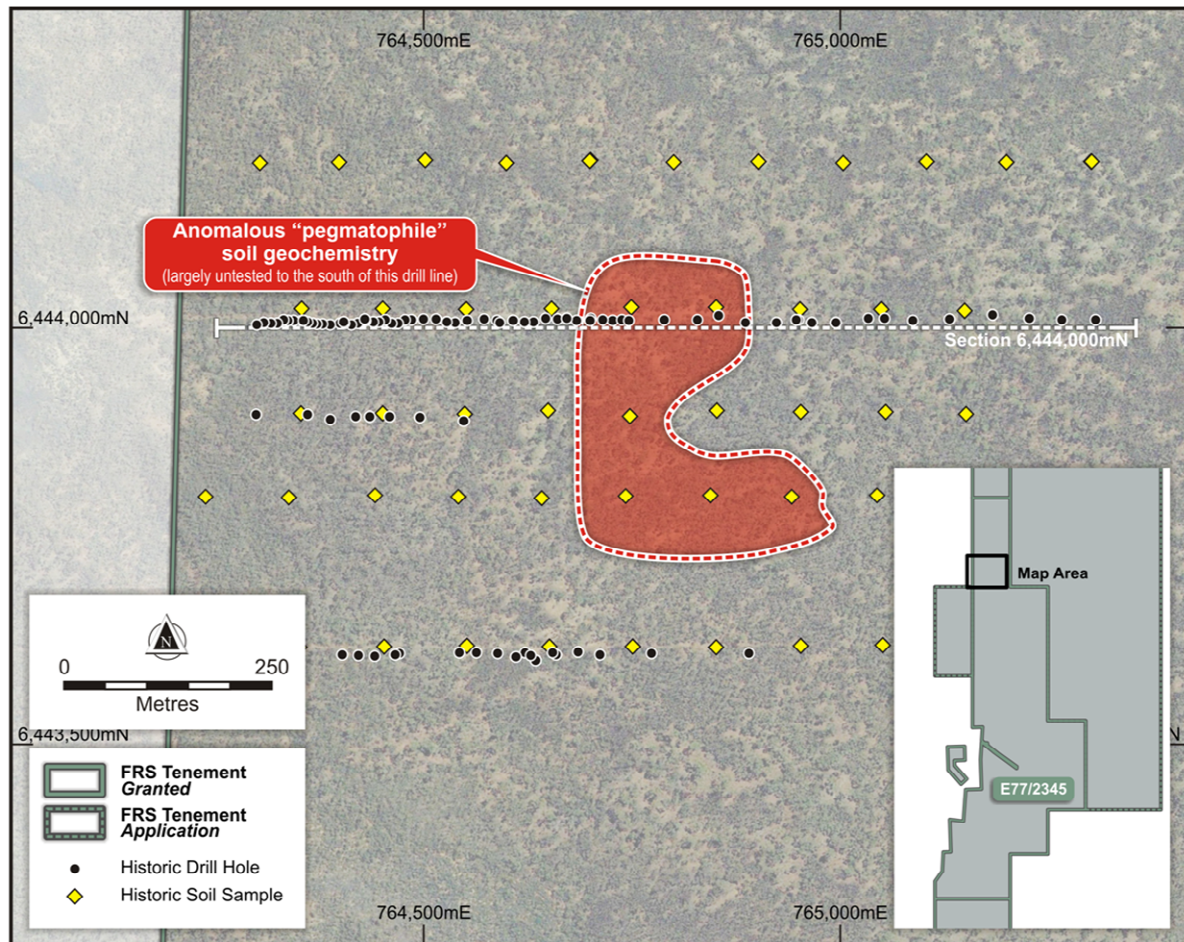 764,500mE
765,000mE
Anomalous “pegmatophile”
soil geochemistry
(largely untested to the south of this drill line)
6,444,000mN
Section 6,444,000mN
Map Area
N
0
250
Metres
6,443,500mN
N
FRS Tenement
Granted
E77/2345
FRS Tenement
Application
Historic Drill Hole
Historic Soil Sample
764,500mE
765,000mE